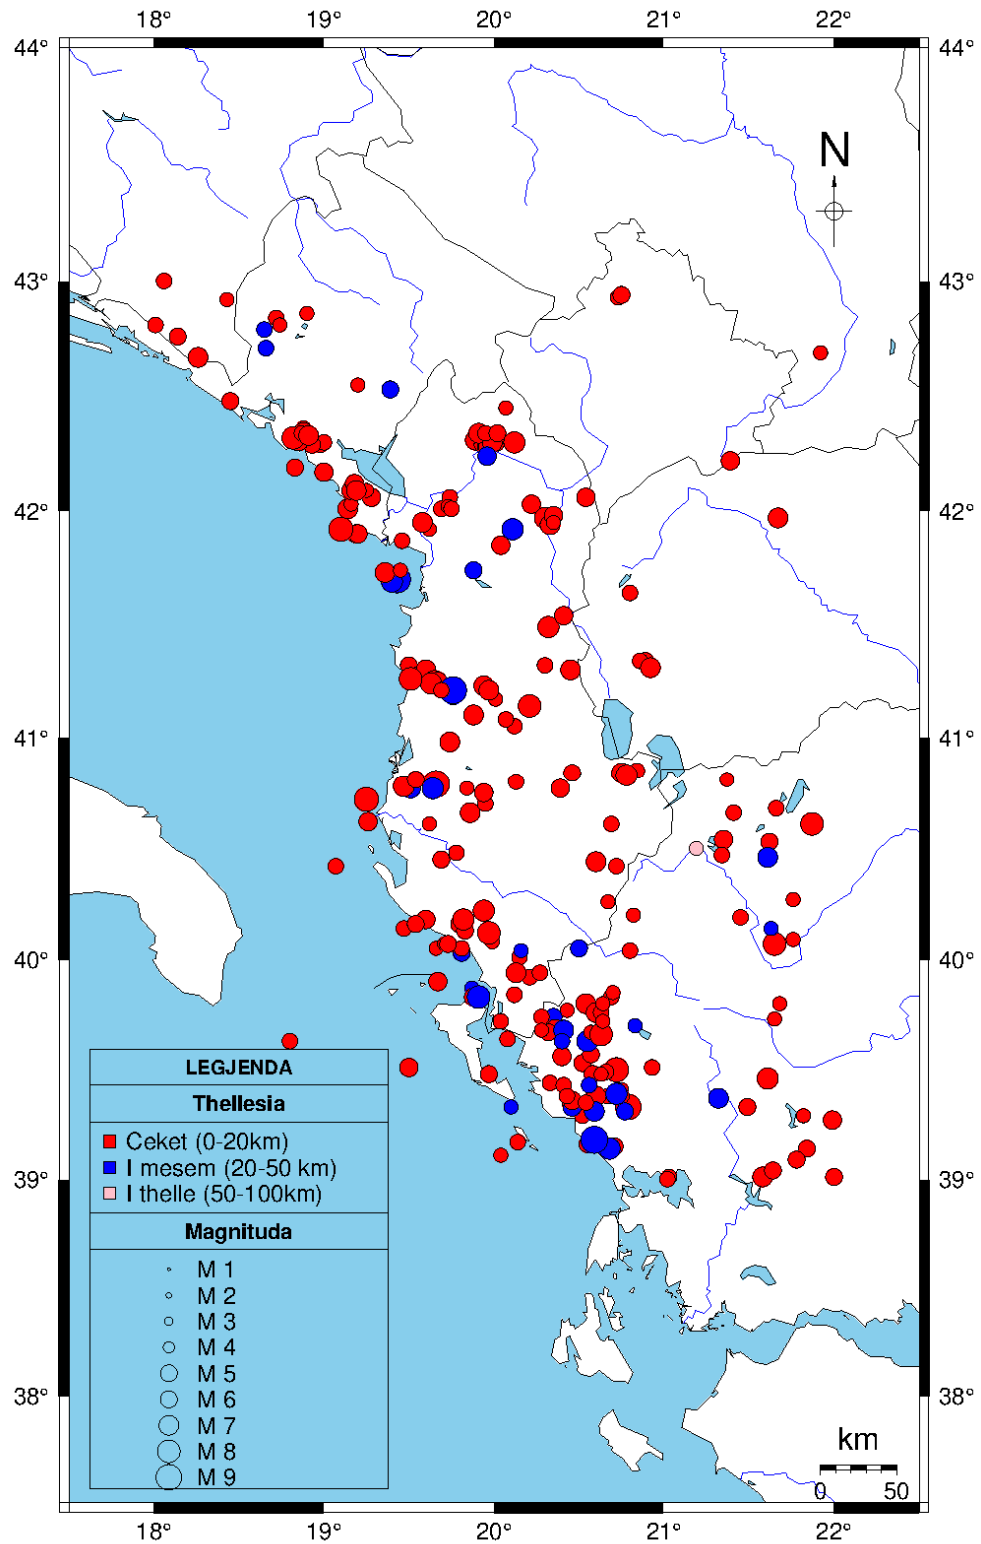 18° 19° 20° 21° 22°
44° 44°
N
43° 43°
42° 42°
41° 41°
40° 40°
39° 39°
38° 38°
LEGJENDA
Thellesia
Ceket (0-20km)
I mesem (20-50 km)
I thelle (50-100km)
Magnituda
M 1
M 2
M 3
M 4
M 5
M 6
M 7
M 8
M 9
km
0 50
18° 19° 20° 21° 22°